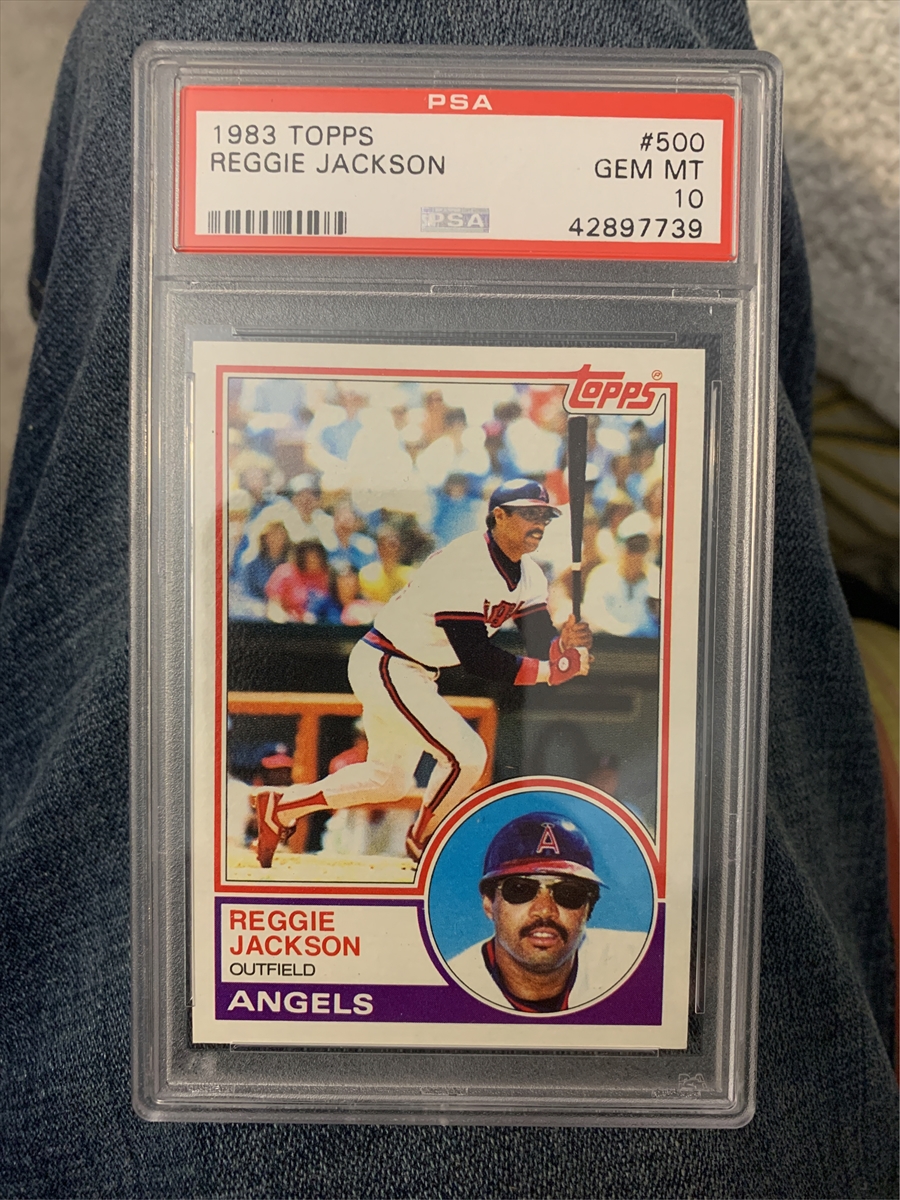 PSA
1983 TOPPS #500
REGGIE JACKSON GEM MT
10
PSA 42897739
Topps®
A
REGGIE
JACKSON
OUTFIELD
ANGELS